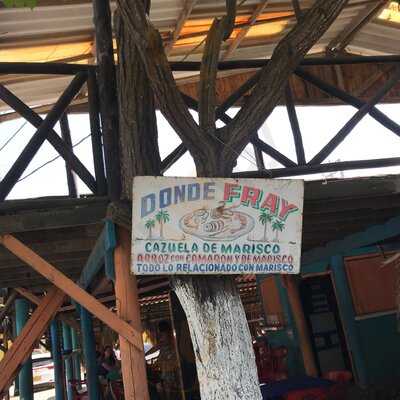 DONDE FRAY
CAZUELA DE MARISCO
ARROZ CON CAMARON Y DE MARISCO
TODO LO RELACIONADO CON MARISCO